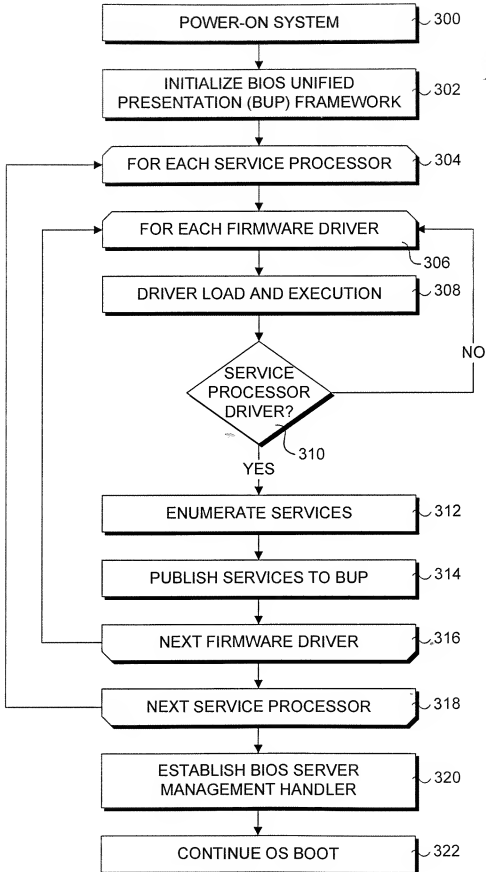 POWER-ON SYSTEM
300
INITIALIZE BIOS UNIFIED
PRESENTATION (BUP) FRAMEWORK
302
FOR EACH SERVICE PROCESSOR
304
FOR EACH FIRMWARE DRIVER
306
DRIVER LOAD AND EXECUTION
308
NO
SERVICE
PROCESSOR
DRIVER?
310
YES
ENUMERATE SERVICES
312
PUBLISH SERVICES TO BUP
314
NEXT FIRMWARE DRIVER
316
NEXT SERVICE PROCESSOR
318
ESTABLISH BIOS SERVER
MANAGEMENT HANDLER
320
CONTINUE OS BOOT
322